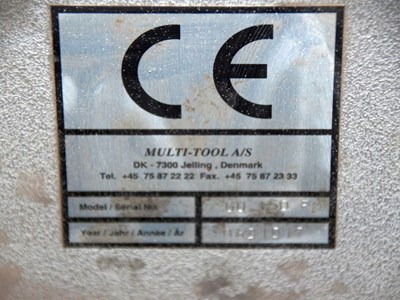 CE
MULTI-TOOL A/S
DK - 7300 Jelling , Denmark
Tel. +45 75 87 22 22 Fax. +45 75 87 23 33
Model / Serial No.
Year / Jahr / Année / År